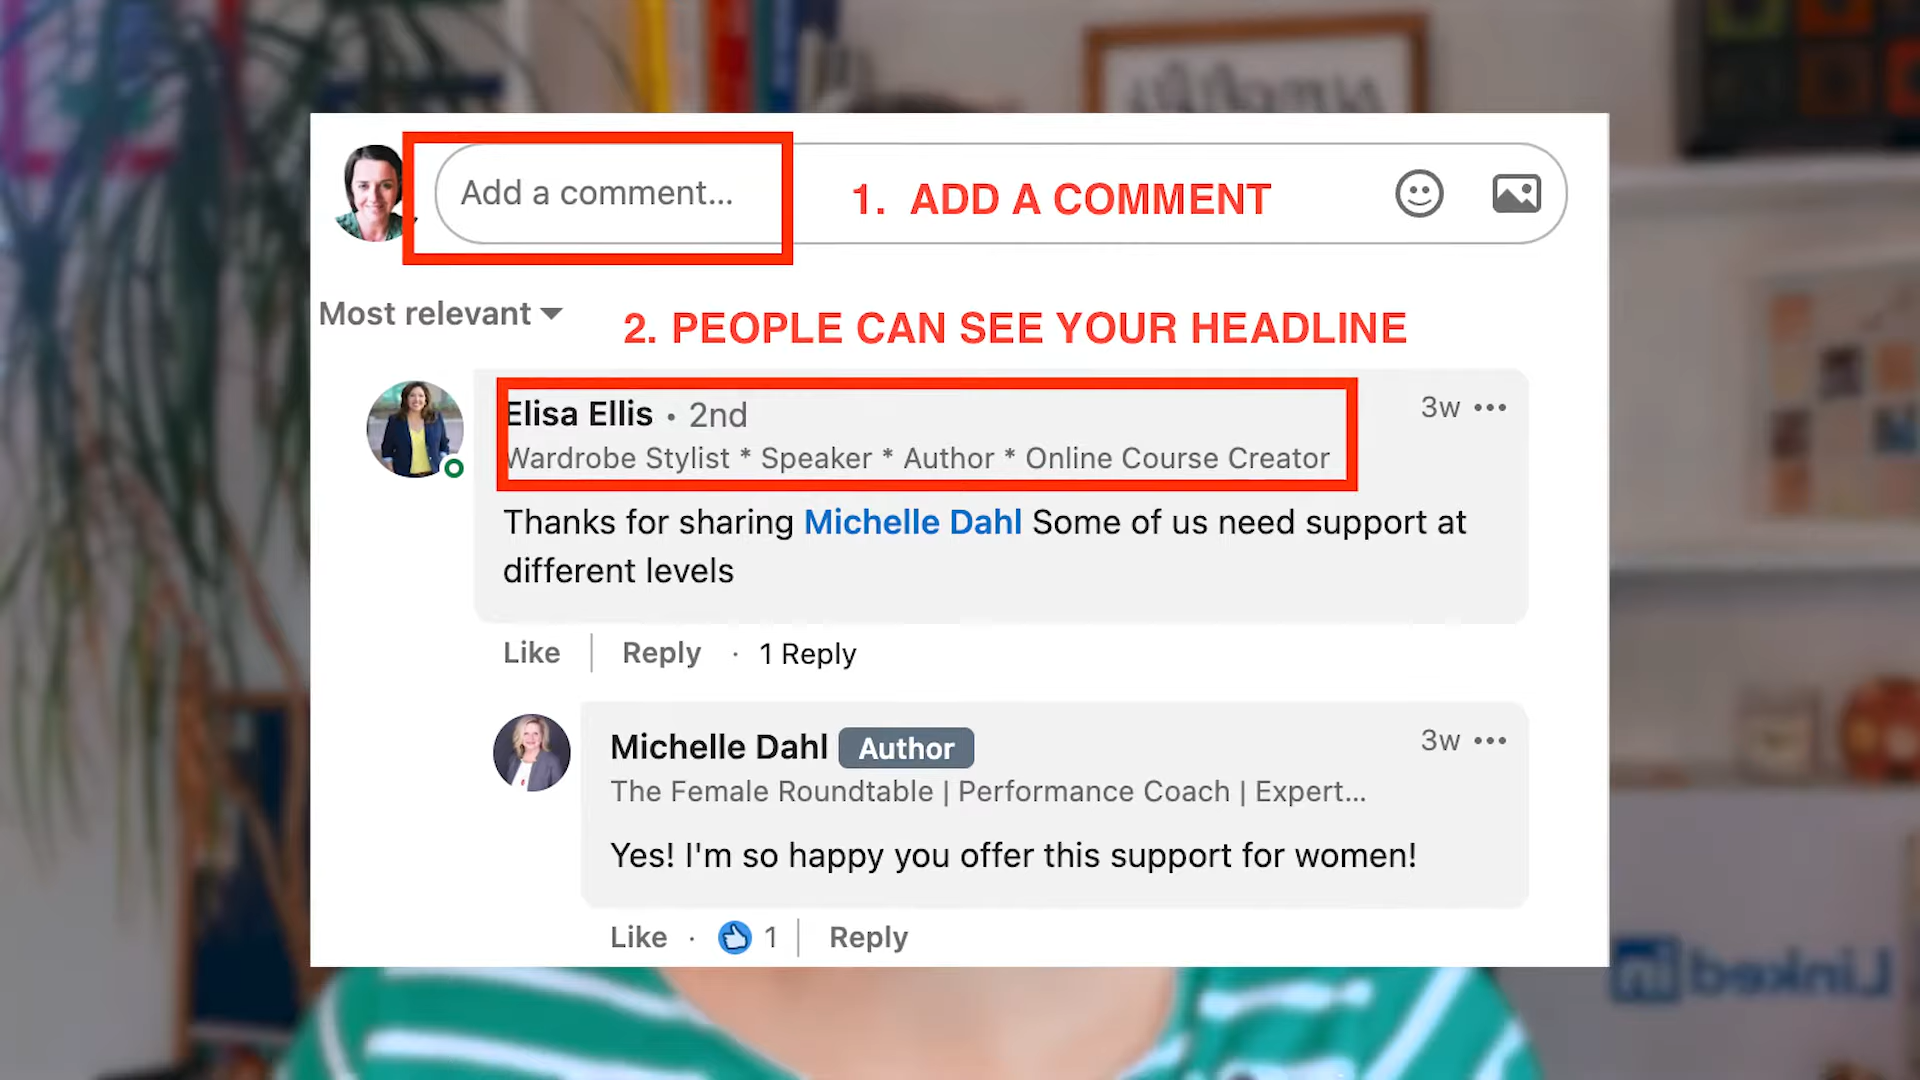 Add a comment...
1. ADD A COMMENT
Most relevant
2. PEOPLE CAN SEE YOUR HEADLINE
Elisa Ellis • 2nd
3w
Wardrobe Stylist * Speaker * Author * Online Course Creator
Thanks for sharing Michelle Dahl Some of us need support at
different levels
Like Reply · 1 Reply
Michelle Dahl Author
3w
The Female Roundtable | Performance Coach | Expert...
Yes! I'm so happy you offer this support for women!
Like · 1 Reply
Linkedin